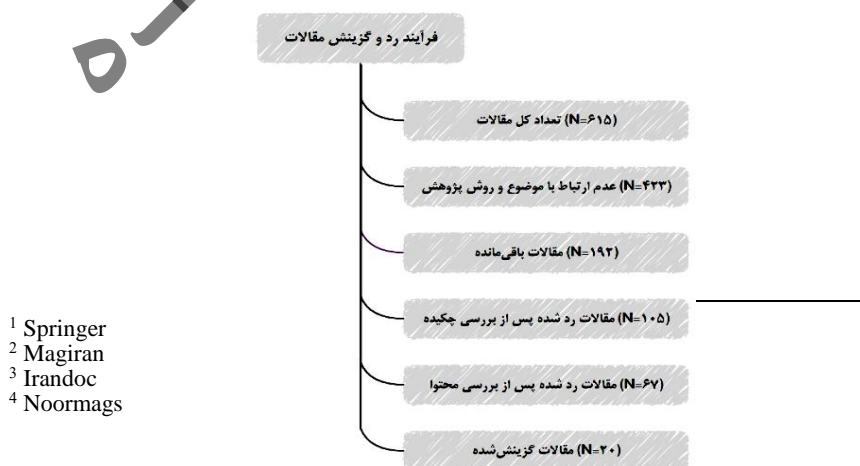 فرآیند رد و گزینش مقالات
(N=۶۱۵) تعداد کل مقالات
(N=۴۲۳) عدم ارتباط با موضوع و روش پژوهش
(N=۱۹۲) مقالات باقی‌مانده
(N=۱۰۵) مقالات رد شده پس از بررسی چکیده
(N=۶۷) مقالات رد شده پس از بررسی محتوا
(N=۲۰) مقالات گزینش‌شده
1 Springer
2 Magiran
3 Irandoc
4 Noormags